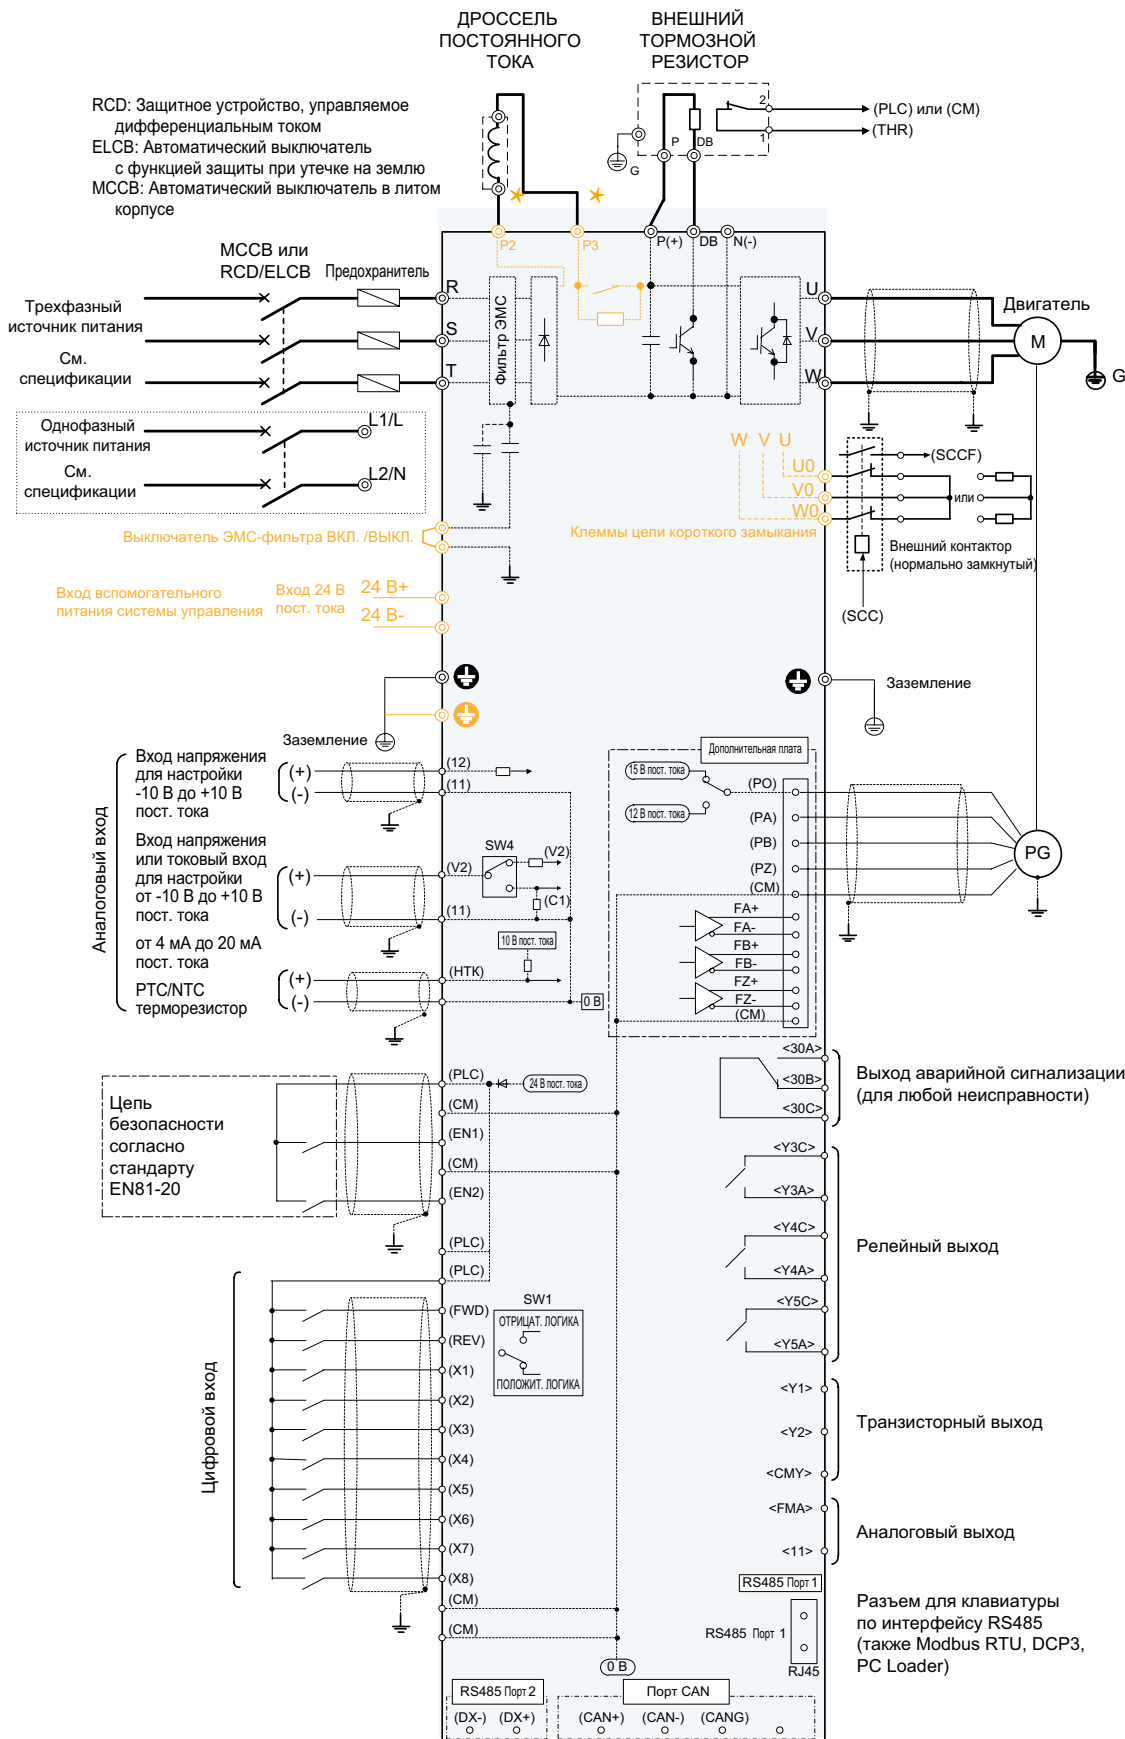 ДРОССЕЛЬ
ПОСТОЯННОГО
ТОКА
ВНЕШНИЙ
ТОРМОЗНОЙ
РЕЗИСТОР
RCD: Защитное устройство, управляемое
дифференциальным током
ELCB: Автоматический выключатель
с функцией защиты при утечке на землю
MCCB: Автоматический выключатель в литом
корпусе
2
(PLC) или (CM)
1
(THR)
P
DB
G
P2
P3
P(+)
DB
N(-)
MCCB или
RCD/ELCB
Предохранитель
Трехфазный
источник питания
См.
спецификации
R
S
T
Фильтр ЭМС
U
V
W
Двигатель
M
G
Однофазный
источник питания
См.
спецификации
L1/L
L2/N
W V U
U0
V0
W0
(SCCF)
или
Клеммы цепи короткого замыкания
Внешний контактор
(нормально замкнутый)
(SCC)
Выключатель ЭМС-фильтра ВКЛ. /ВЫКЛ.
Вход вспомогательного
питания системы управления
Вход 24 В
пост. тока
24 В+
24 В-
Заземление
Заземление
Аналоговый вход
Вход напряжения
для настройки
-10 В до +10 В
пост. тока
(+)
(-)
(12)
(11)
Вход напряжения
или токовый вход
для настройки
от -10 В до +10 В
пост. тока
от 4 мА до 20 мА
пост. тока
(+)
(-)
(V2)
(11)
SW4
(V2)
(C1)
10 В пост. тока
PTC/NTC
терморезистор
(+)
(-)
(НТК)
0 В
Дополнительная плата
15 В пост. тока
12 В пост. тока
(PO)
(PA)
(PB)
(PZ)
(CM)
FA+
FA-
FB+
FB-
FZ+
FZ-
(CM)
PG
Цепь
безопасности
согласно
стандарту
EN81-20
(PLC)
24 В пост. тока
(CM)
(EN1)
(CM)
(EN2)
(PLC)
(PLC)
<30A>
<30B>
<30C>
Выход аварийной сигнализации
(для любой неисправности)
<Y3C>
<Y3A>
<Y4C>
<Y4A>
<Y5C>
<Y5A>
Релейный выход
Цифровой вход
(FWD)
(REV)
(X1)
(X2)
(X3)
(X4)
(X5)
(X6)
(X7)
(X8)
(CM)
(CM)
SW1
ОТРИЦАТ. ЛОГИКА
ПОЛОЖИТ. ЛОГИКА
<Y1>
<Y2>
<CMY>
Транзисторный выход
<FMA>
<11>
Аналоговый выход
RS485 Порт 1
RS485 Порт 1
RJ45
Разъем для клавиатуры
по интерфейсу RS485
(также Modbus RTU, DCP3,
PC Loader)
0 В
RS485 Порт 2
(DX-) (DX+)
Порт CAN
(CAN+) (CAN-) (CANG)